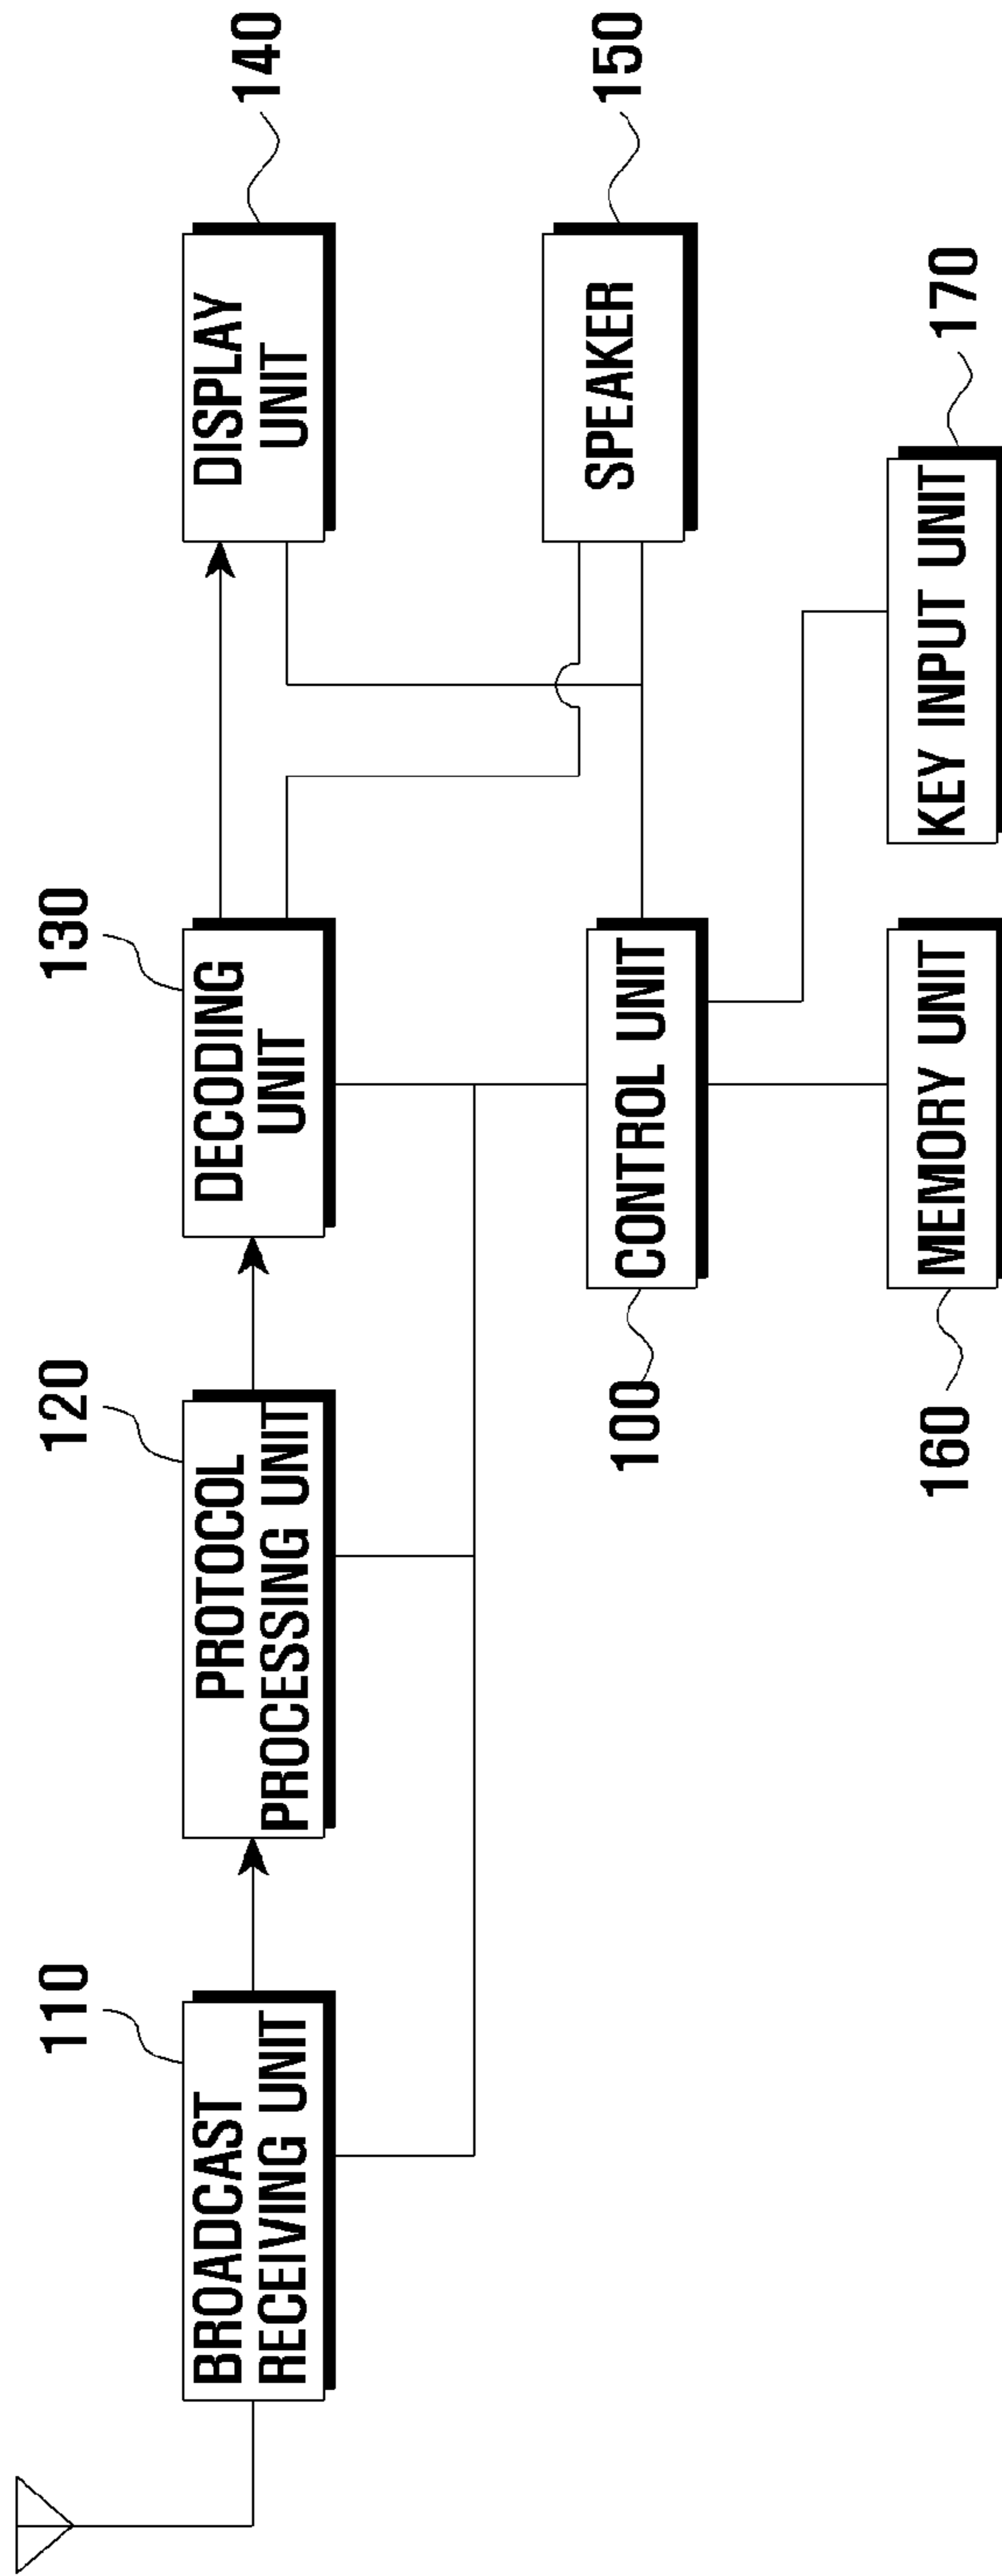 110
120
130
140
BROADCAST
RECEIVING UNIT
PROTOCOL
PROCESSING UNIT
DECODING
UNIT
DISPLAY
UNIT
100
CONTROL UNIT
SPEAKER
150
160
MEMORY UNIT
KEY INPUT UNIT
170